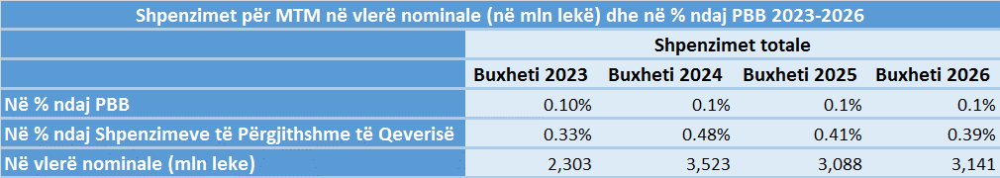 Shpenzimet për MTM në vlerë nominale (në mln lekë) dhe në % ndaj PBB 2023-2026
Shpenzimet totale
Buxheti 2023 Buxheti 2024 Buxheti 2025 Buxheti 2026
Në % ndaj PBB 0.10% 0.1% 0.1% 0.1%
Në % ndaj Shpenzimeve të Përgjithshme të Qeverisë 0.33% 0.48% 0.41% 0.39%
Në vlerë nominale (mln leke) 2,303 3,523 3,088 3,141